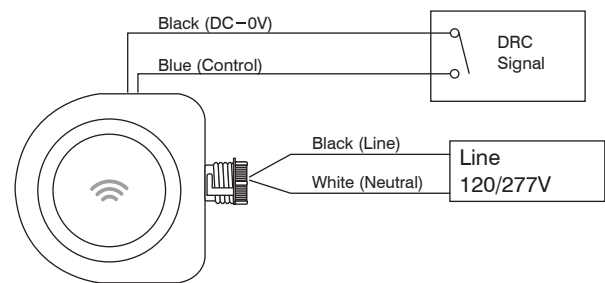 Black (DC−0V)
Blue (Control)
DRC
Signal
Black (Line)
White (Neutral)
Line
120/277V